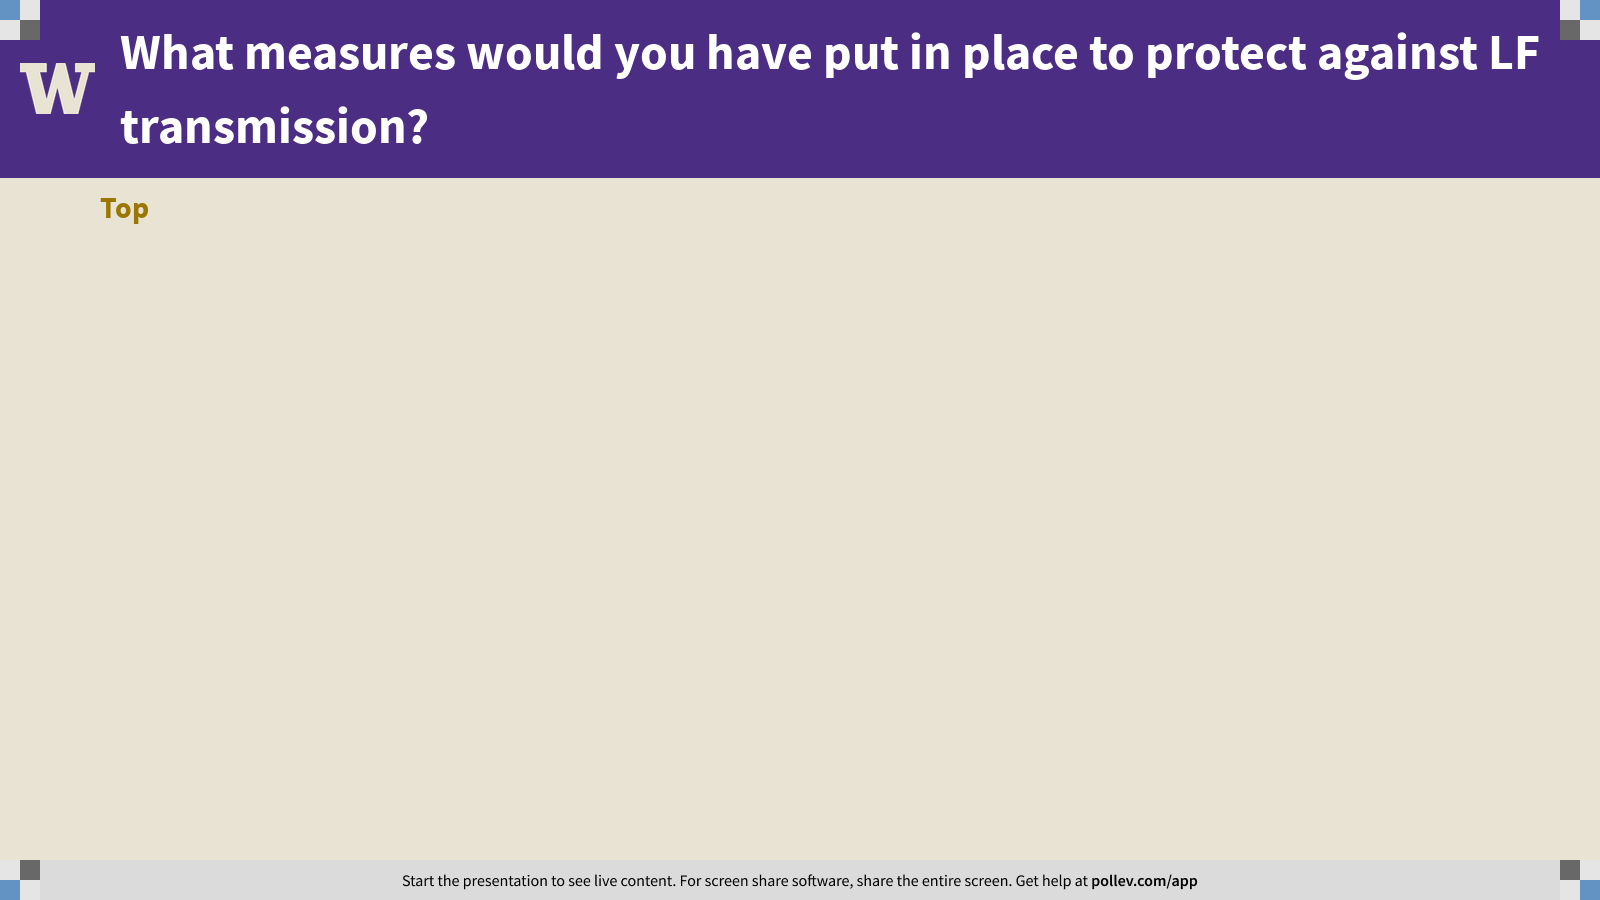 What measures would you have put in place to protect against LF
W
transmission?
Top
Start the presentation to see live content. For screen share software, share the entire screen. Get help at pollev.com/app